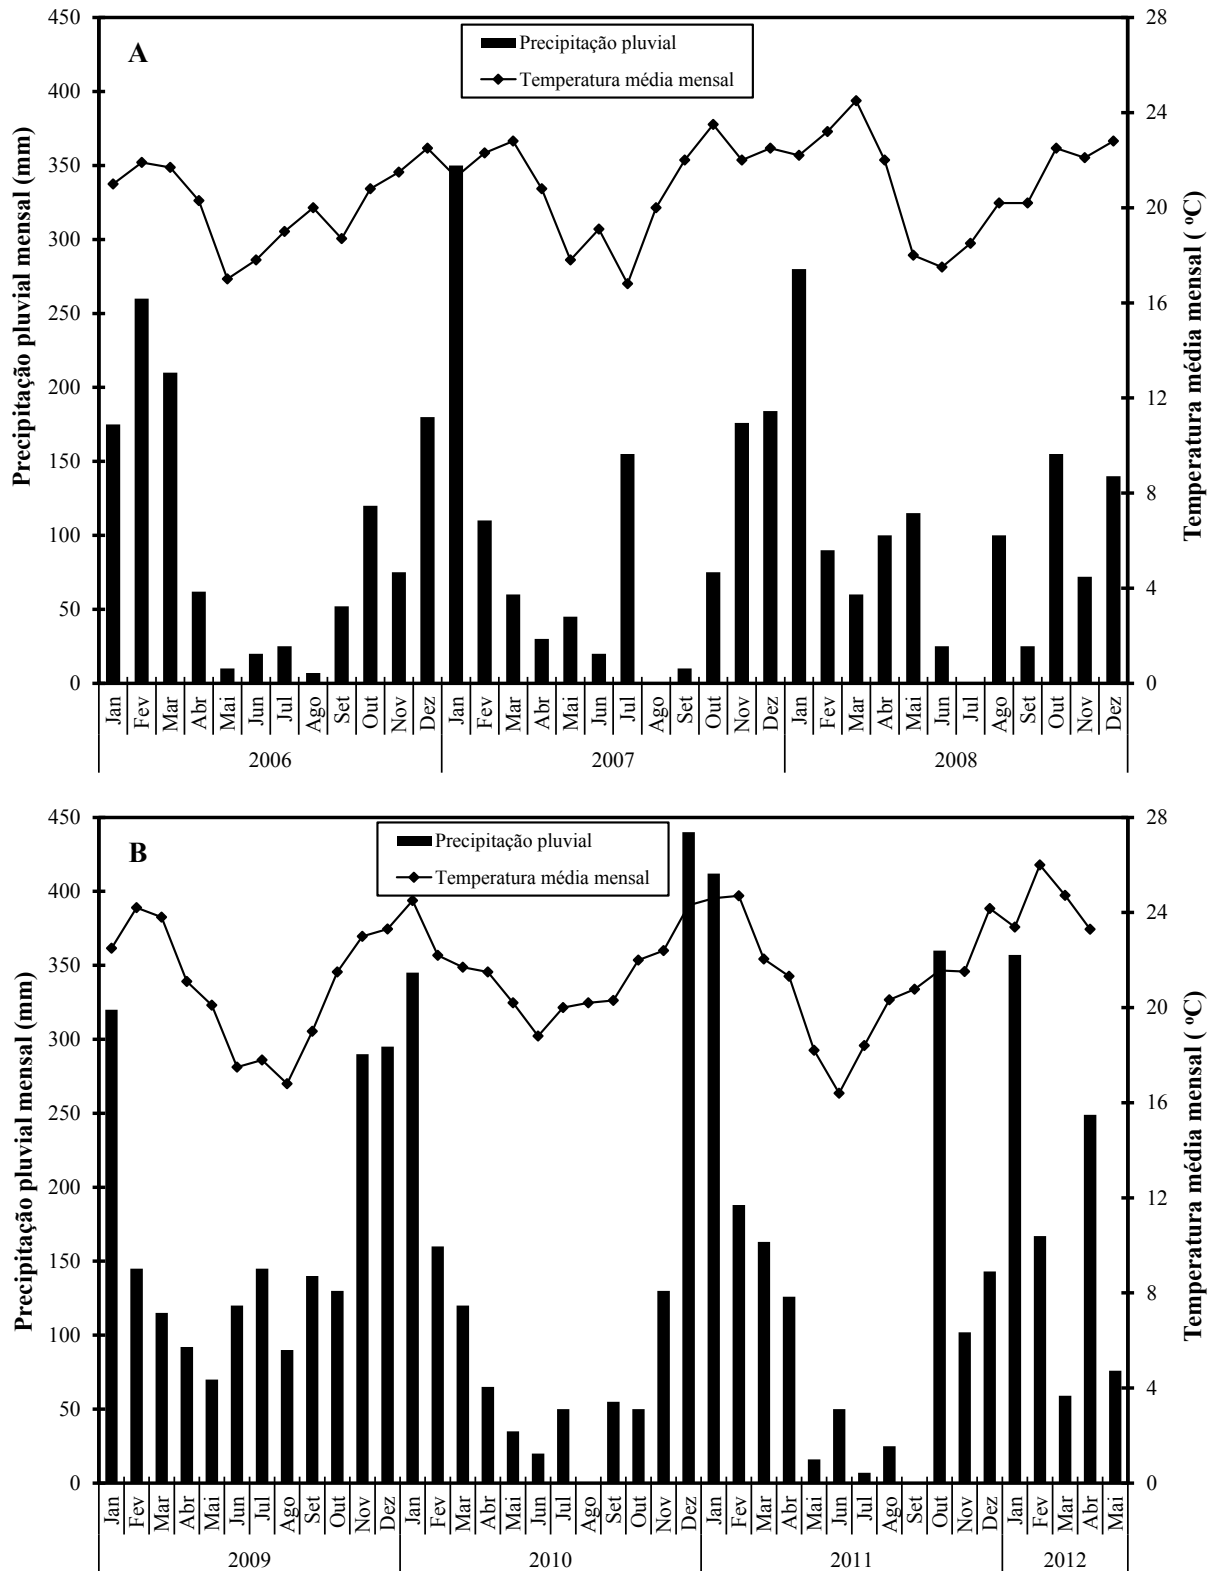 A
Precipitação pluvial
Temperatura média mensal
Precipitação pluvial mensal (mm)
450
400
350
300
250
200
150
100
50
0
28
24
20
16
12
8
4
0
Temperatura média mensal ( ºC)
Jan Fev Mar Abr Mai Jun Jul Ago Set Out Nov Dez Jan Fev Mar Abr Mai Jun Jul Ago Set Out Nov Dez Jan Fev Mar Abr Mai Jun Jul Ago Set Out Nov Dez
2006 2007 2008
B
Precipitação pluvial
Temperatura média mensal
Precipitação pluvial mensal (mm)
450
400
350
300
250
200
150
100
50
0
28
24
20
16
12
8
4
0
Temperatura média mensal ( ºC)
Jan Fev Mar Abr Mai Jun Jul Ago Set Out Nov Dez Jan Fev Mar Abr Mai Jun Jul Ago Set Out Nov Dez Jan Fev Mar Abr Mai Jun Jul Ago Set Out Nov Dez Jan Fev Mar Abr Mai
2009 2010 2011 2012